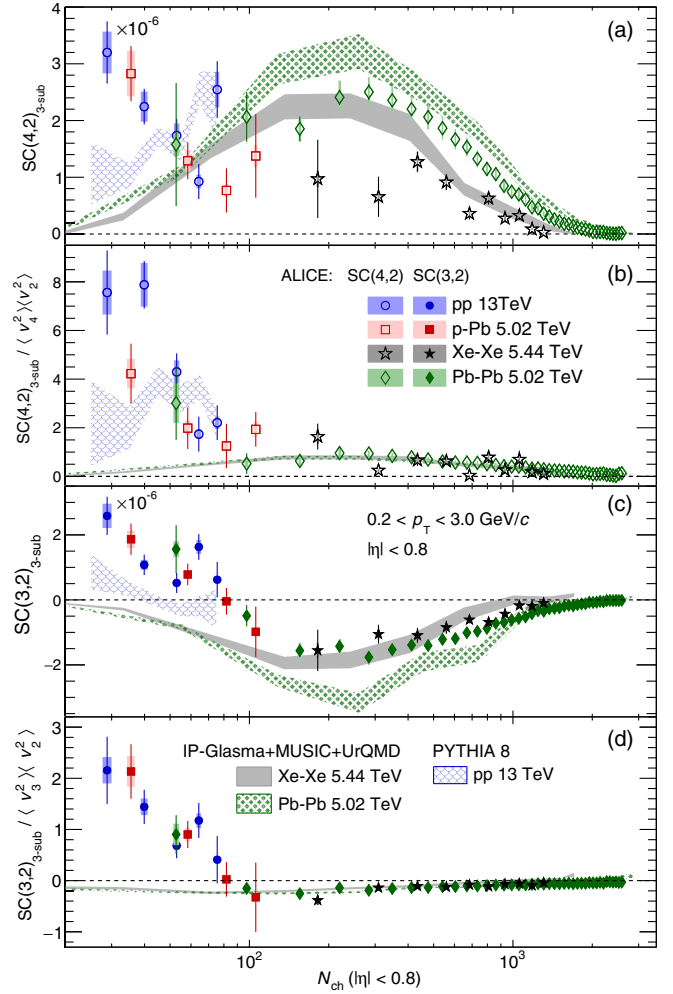 ×10⁻⁶
(a)
SC(4,2)3-sub
4
3
2
1
0
(b)
SC(4,2)3-sub / ⟨ v₄² ⟩⟨ v₂² ⟩
8
6
4
2
0
ALICE: SC(4,2) SC(3,2)
pp 13TeV
p-Pb 5.02 TeV
Xe-Xe 5.44 TeV
Pb-Pb 5.02 TeV
×10⁻⁶
(c)
SC(3,2)3-sub
2
0
−2
0.2 < pT < 3.0 GeV/c
|η| < 0.8
(d)
SC(3,2)3-sub / ⟨ v₃² ⟩⟨ v₂² ⟩
3
2
1
0
−1
IP-Glasma+MUSIC+UrQMD PYTHIA 8
Xe-Xe 5.44 TeV pp 13 TeV
Pb-Pb 5.02 TeV
10² 10³
Nch (|η| < 0.8)